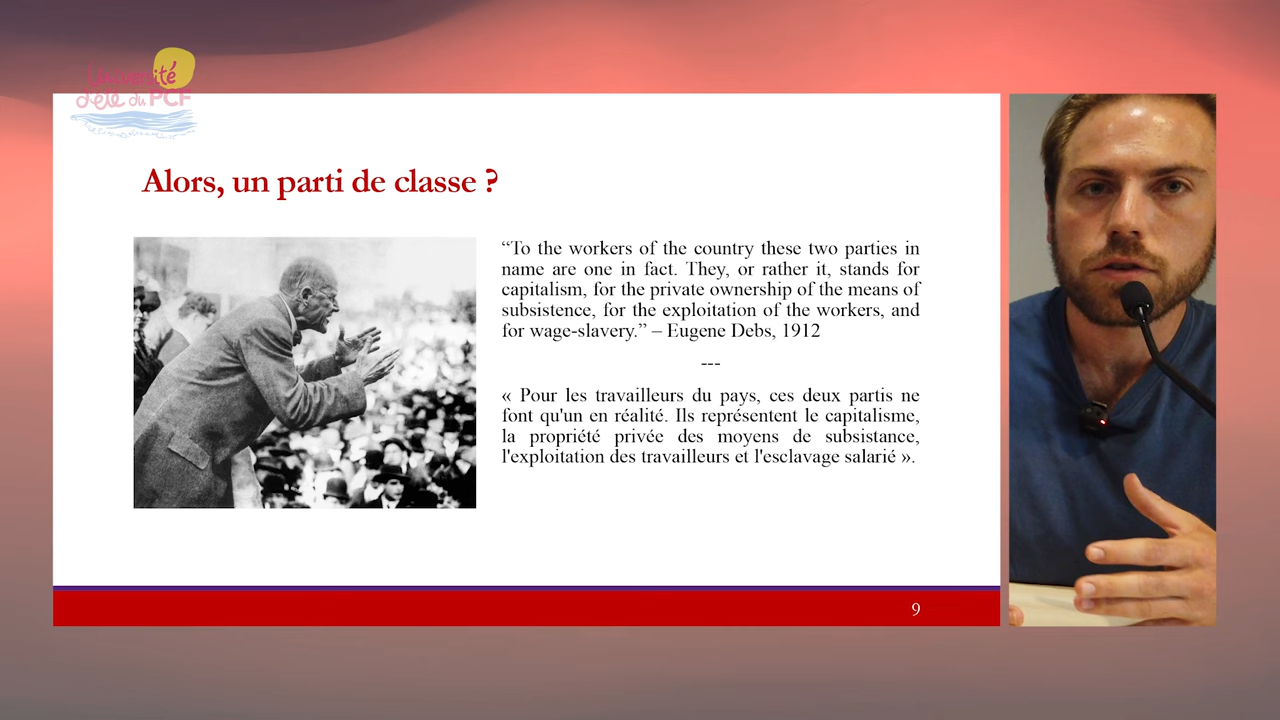 Université
d'été du PCF
Alors, un parti de classe ?
“To the workers of the country these two parties in
name are one in fact. They, or rather it, stands for
capitalism, for the private ownership of the means of
subsistence, for the exploitation of the workers, and
for wage-slavery.” – Eugene Debs, 1912
---
« Pour les travailleurs du pays, ces deux partis ne
font qu'un en réalité. Ils représentent le capitalisme,
la propriété privée des moyens de subsistance,
l'exploitation des travailleurs et l'esclavage salarié ».
9